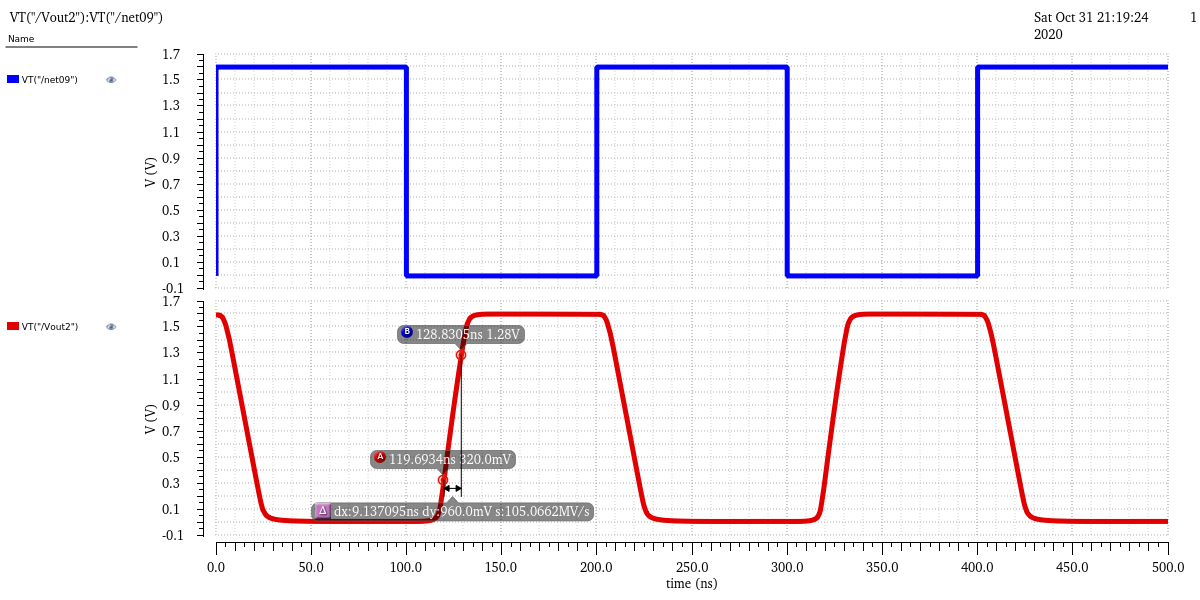 VT("/Vout2"):VT("/net09")
Sat Oct 31 21:19:24 1
2020
Name
VT("/net09")
V (V)
1.7
1.5
1.3
1.1
0.9
0.7
0.5
0.3
0.1
-0.1
VT("/Vout2")
V (V)
1.7
1.5
1.3
1.1
0.9
0.7
0.5
0.3
0.1
-0.1
B 128.8305ns 1.28V
A 119.6934ns 320.0mV
Δ dx:9.137095ns dy:960.0mV s:105.0662MV/s
0.0 50.0 100.0 150.0 200.0 250.0 300.0 350.0 400.0 450.0 500.0
time (ns)